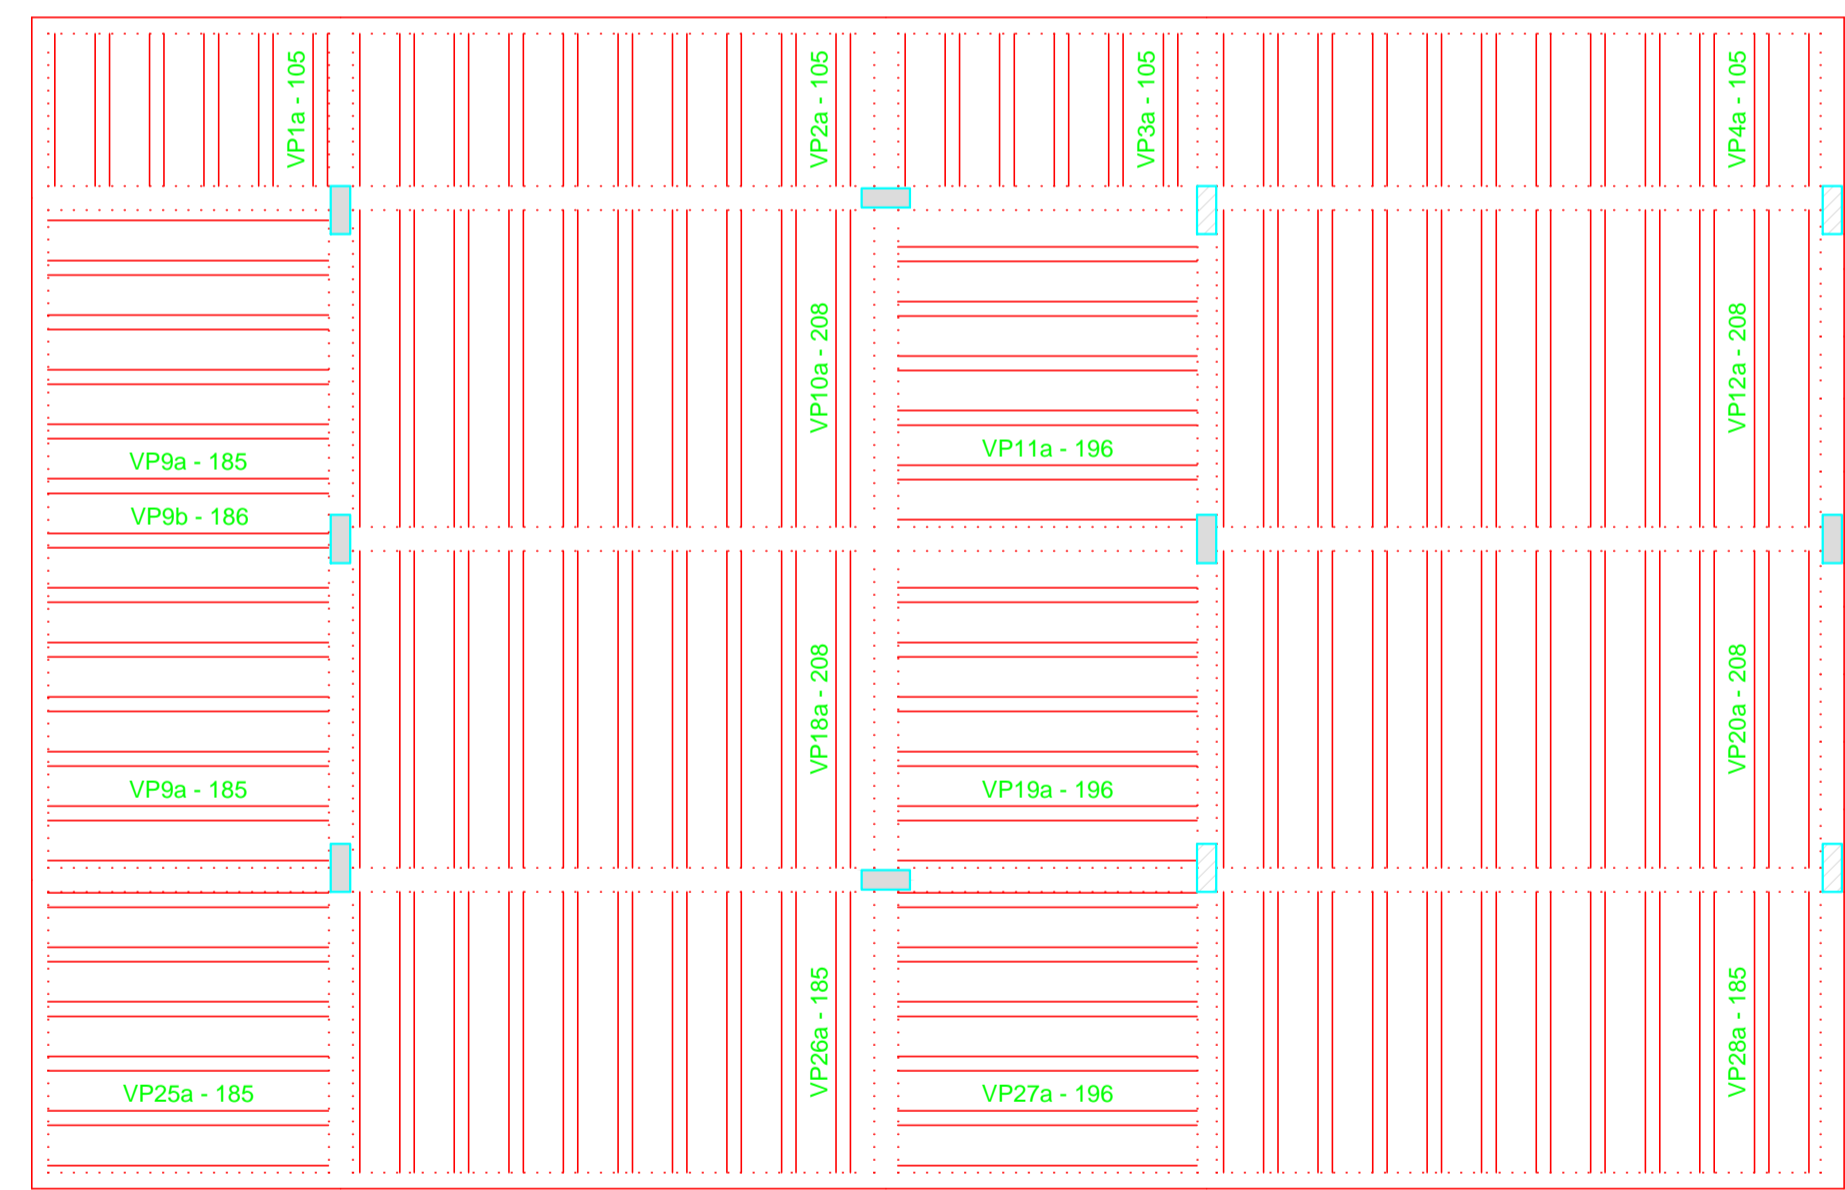 VP1a - 105
VP2a - 105
VP3a - 105
VP4a - 105
VP9a - 185
VP9b - 186
VP10a - 208
VP11a - 196
VP12a - 208
VP9a - 185
VP18a - 208
VP19a - 196
VP20a - 208
VP25a - 185
VP26a - 185
VP27a - 196
VP28a - 185